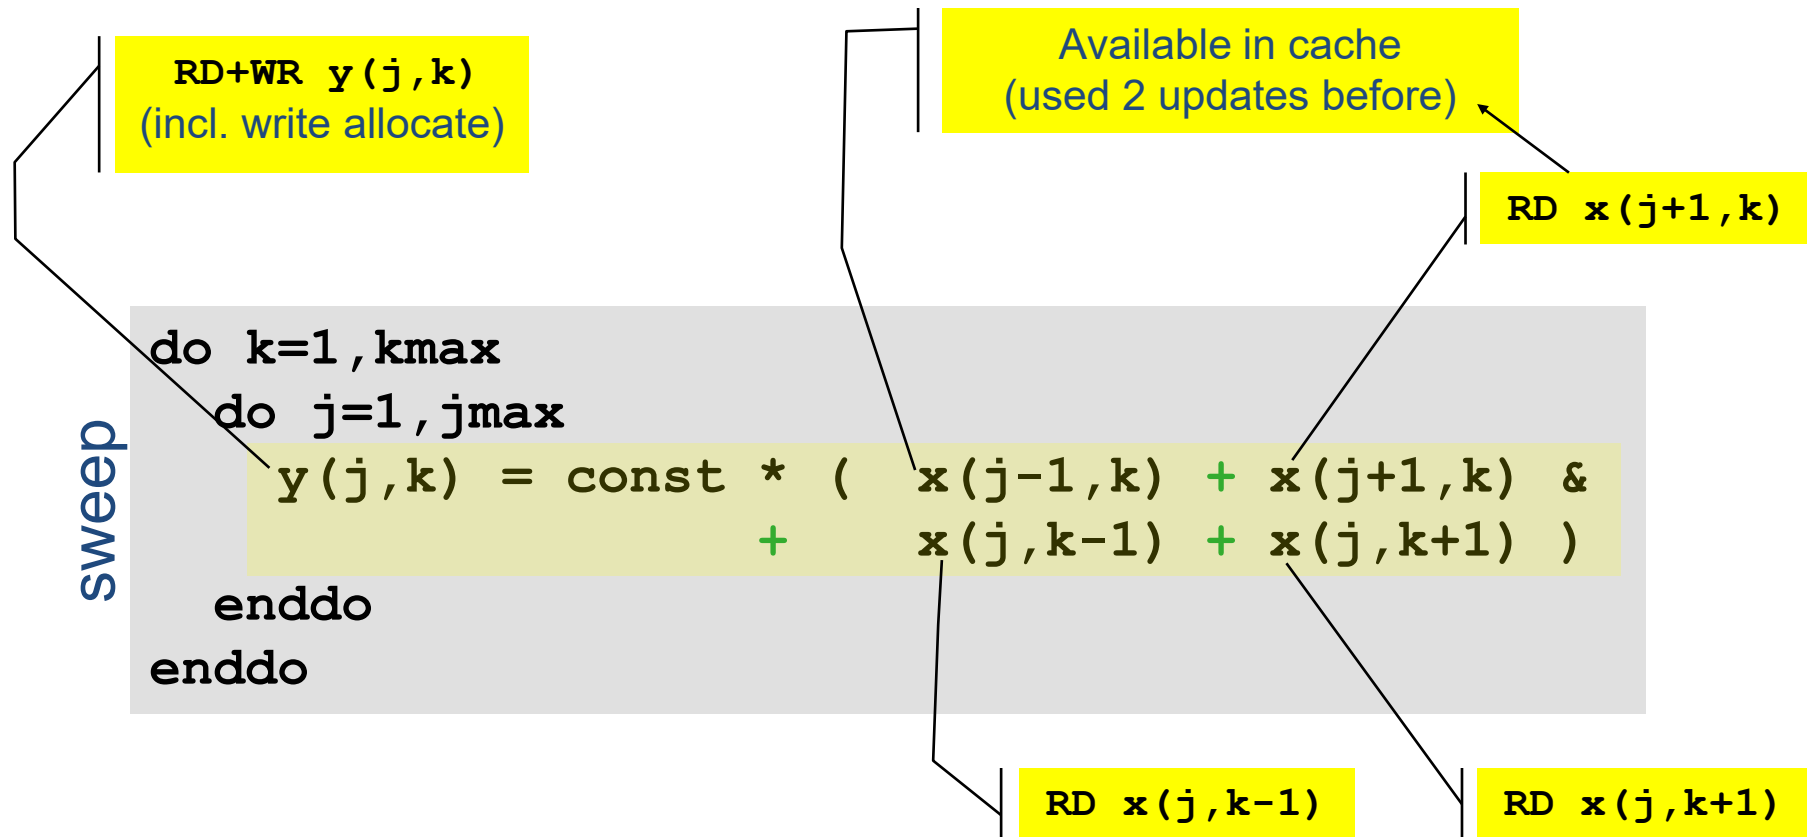 RD+WR y(j,k)
(incl. write allocate)
Available in cache
(used 2 updates before)
RD x(j+1,k)
sweep
do k=1,kmax
do j=1,jmax
y(j,k) = const * ( x(j-1,k) + x(j+1,k) &
+ x(j,k-1) + x(j,k+1) )
enddo
enddo
RD x(j,k-1)
RD x(j,k+1)